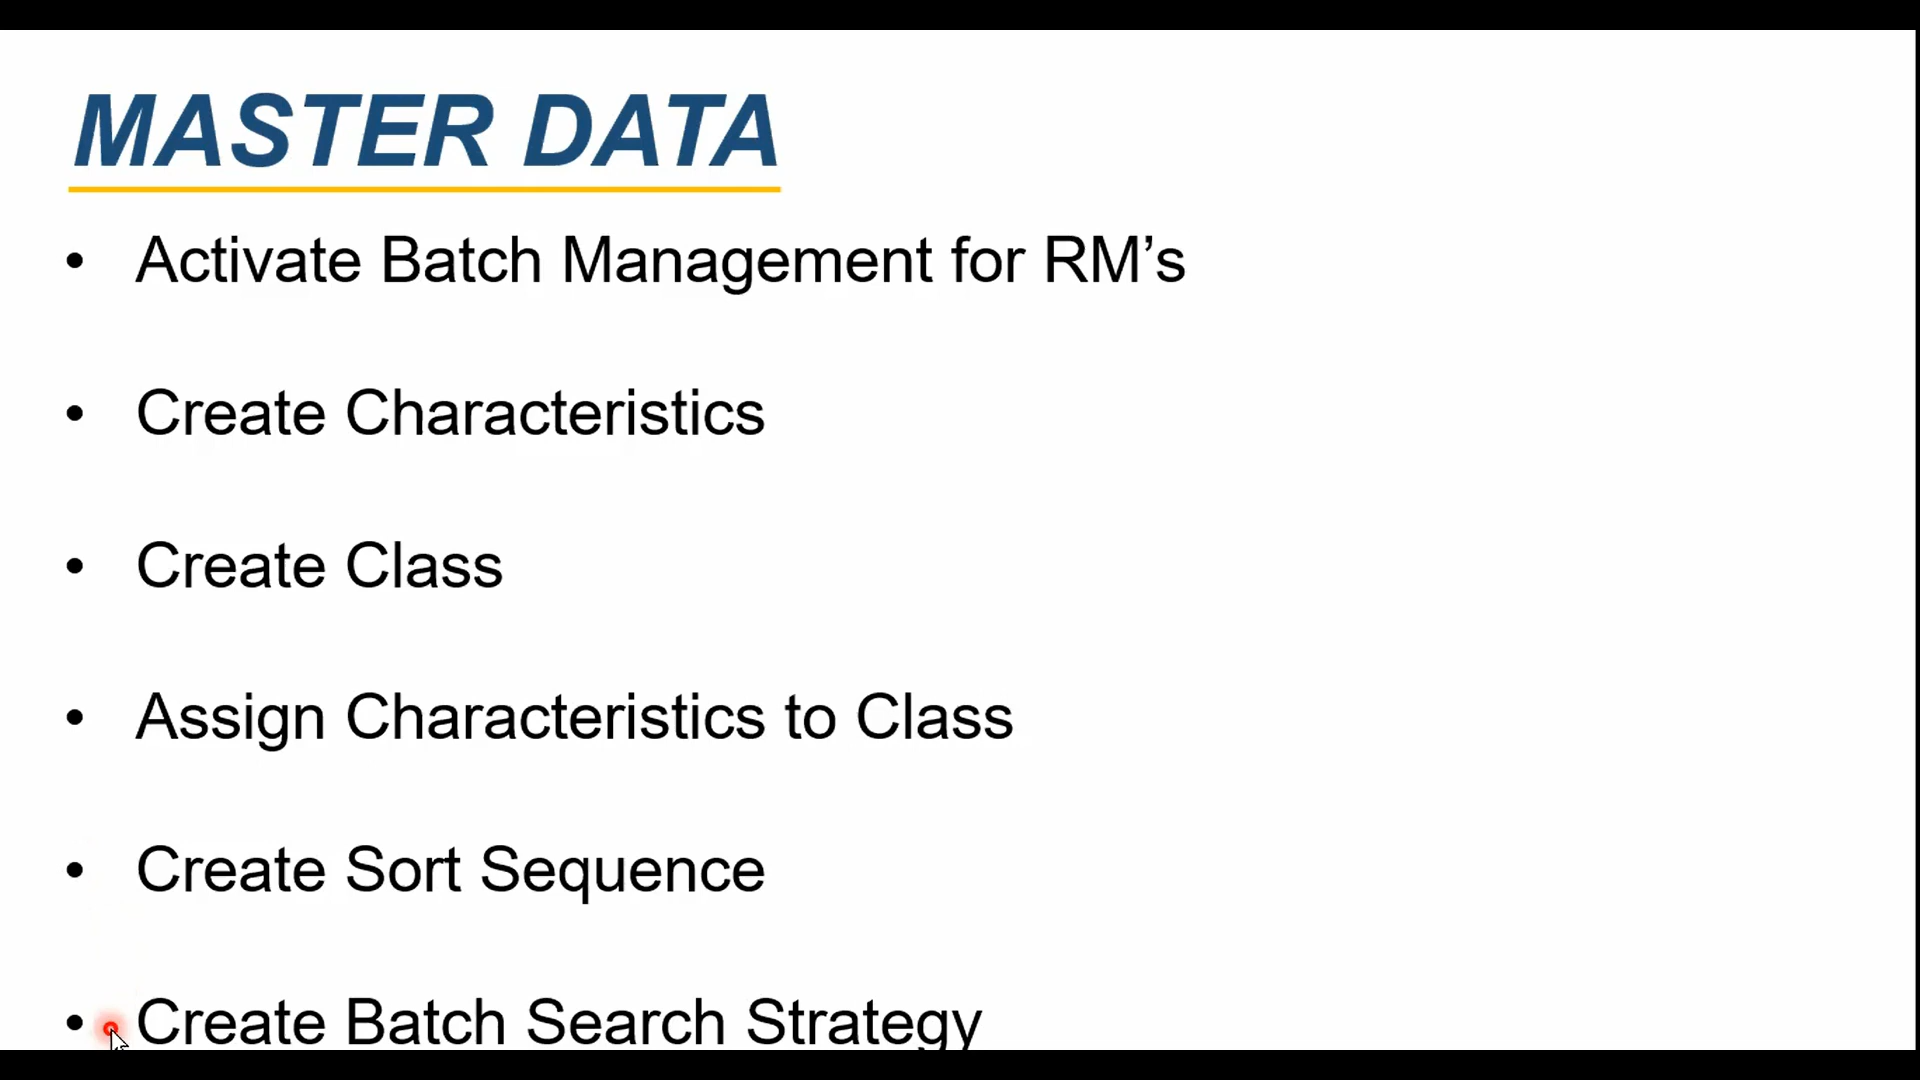 MASTER DATA
• Activate Batch Management for RM’s
• Create Characteristics
• Create Class
• Assign Characteristics to Class
• Create Sort Sequence
• Create Batch Search Strategy